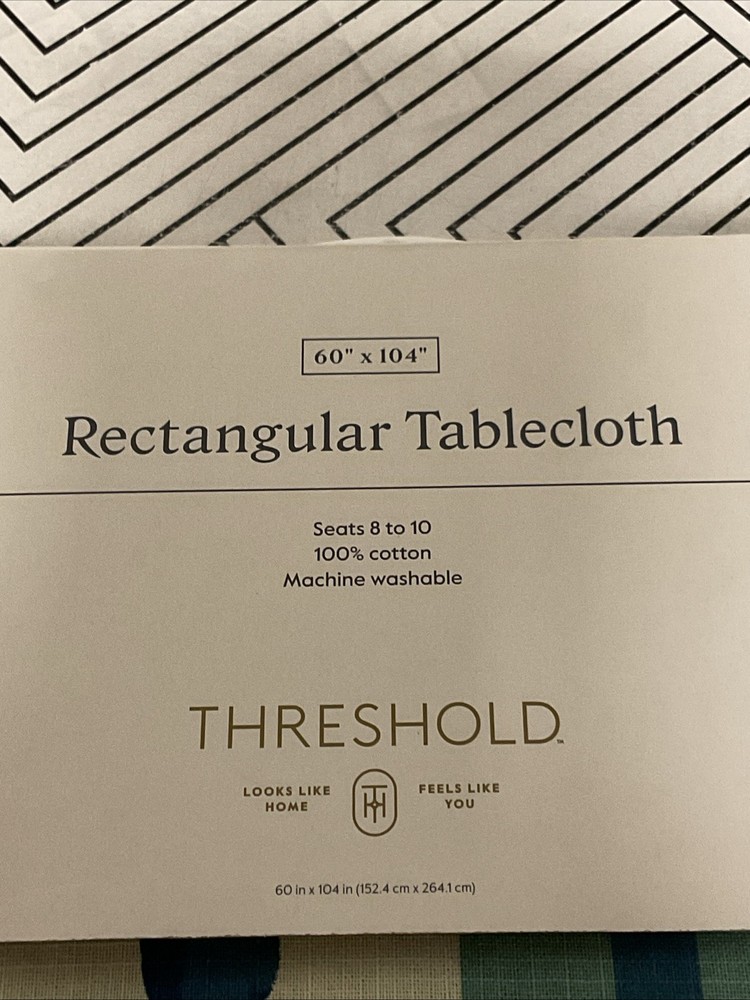 60" x 104"
Rectangular Tablecloth
Seats 8 to 10
100% cotton
Machine washable
THRESHOLD™
LOOKS LIKE
HOME
FEELS LIKE
YOU
60 in x 104 in (152.4 cm x 264.1 cm)